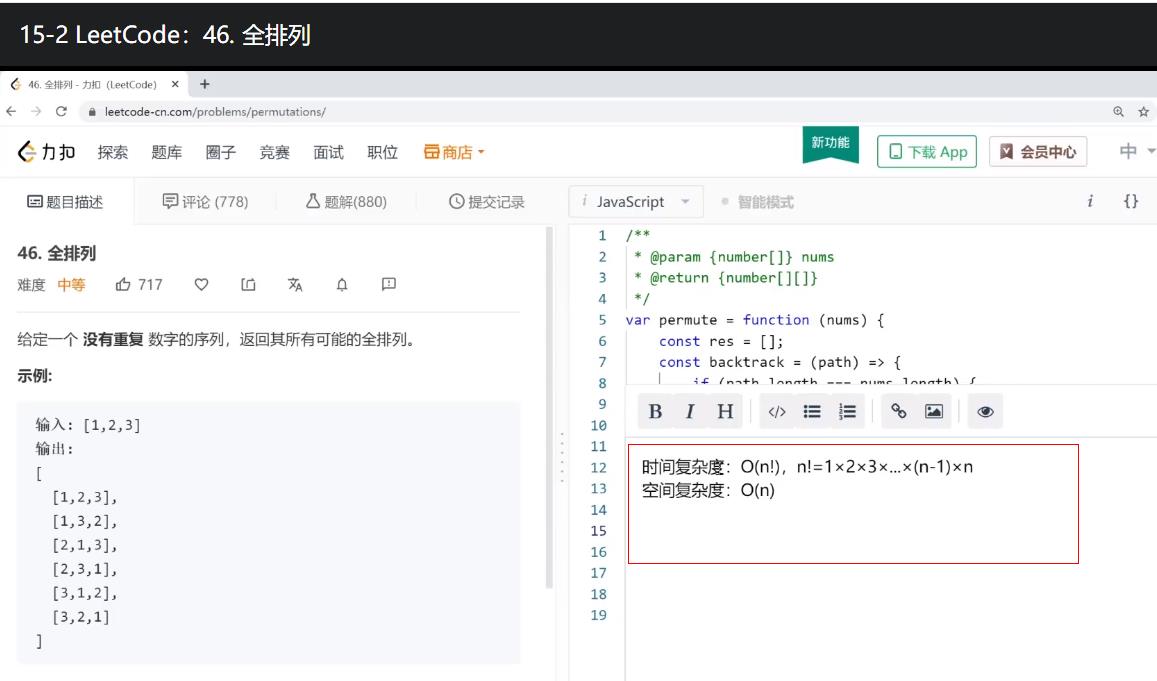 15-2 LeetCode：46. 全排列
46. 全排列 - 力扣（LeetCode） × +
leetcode-cn.com/problems/permutations/
力扣 探索 题库 圈子 竞赛 面试 职位 商店 新功能 下载 App 会员中心 中
题目描述 评论 (778) 题解(880) 提交记录
i JavaScript 智能模式 i {}
46. 全排列
难度 中等 717
给定一个 没有重复 数字的序列，返回其所有可能的全排列。
示例:
输入: [1,2,3]
输出:
[
[1,2,3],
[1,3,2],
[2,1,3],
[2,3,1],
[3,1,2],
[3,2,1]
]
1 /**
2 * @param {number[]} nums
3 * @return {number[][]}
4 */
5 var permute = function (nums) {
6 const res = [];
7 const backtrack = (path) => {
8 if (path.length === nums.length) {
9
10
11
12
13
14
15
16
17
18
19
B I H </>
时间复杂度：O(n!)，n!=1×2×3×...×(n-1)×n
空间复杂度：O(n)